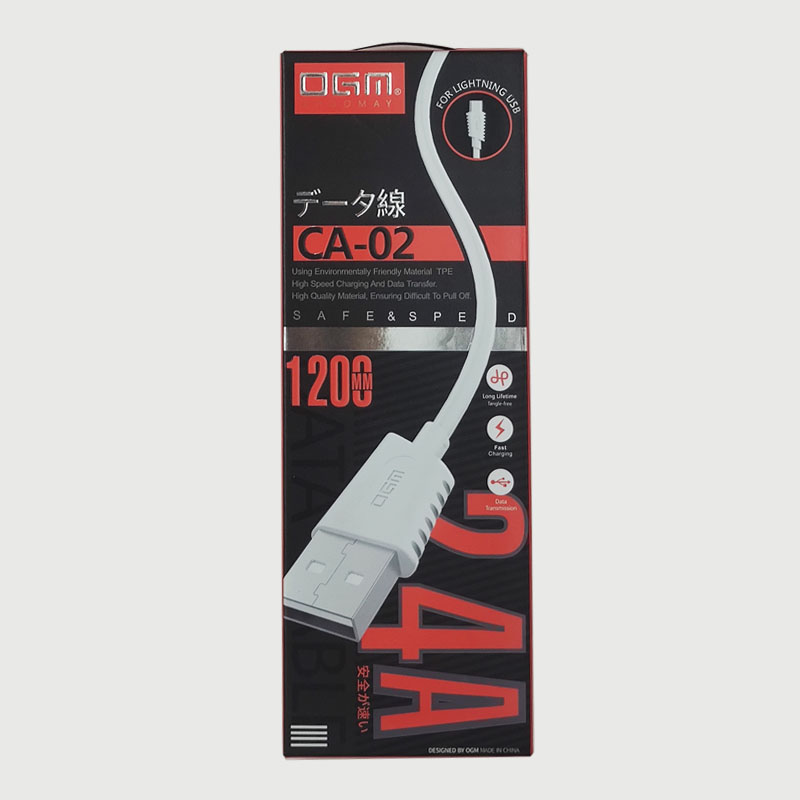 OGM®
OOMAY
FOR LIGHTNING USB
データ線
CA-02
Using Environmentally Friendly Material TPE
High Speed Charging And Data Transfer.
High Quality Material, Ensuring Difficult To Pull Off.
SAFE&SPE D
1200MM
Long Lifetime
Tangle-free
Fast
Charging
Data
Transmission
OGM
2.4A
安全が速い
DESIGNED BY OGM MADE IN CHINA